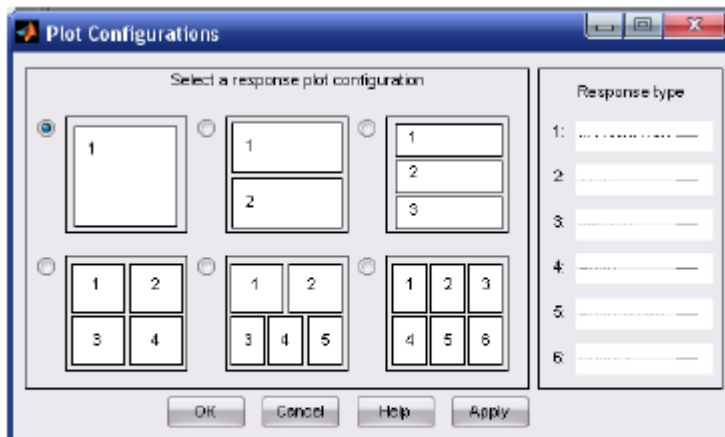 Plot Configurations
Select a response plot configuration
1
1
2
1
2
3
1 2
3 4
1 2
3 4 5
1 2 3
4 5 6
Response type
1:
2:
3:
4:
5:
6:
OK Cancel Help Apply